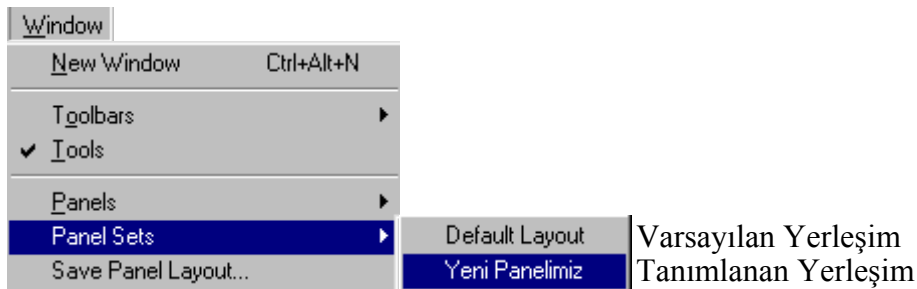 Window
New Window Ctrl+Alt+N
Toolbars
Tools
Panels
Panel Sets Default Layout Varsayılan Yerleşim
Save Panel Layout... Yeni Panelimiz Tanımlanan Yerleşim